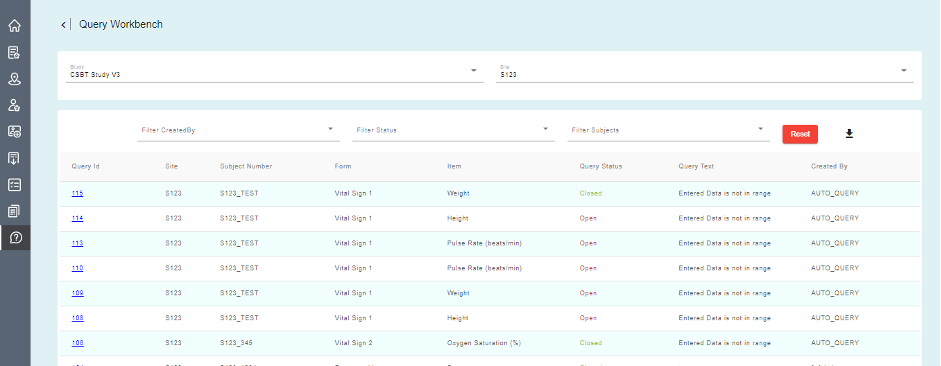 Query Workbench
Study
CSBT Study V3
Site
S123
Filter CreatedBy Filter Status Filter Subjects Reset
Query Id Site Subject Number Form Item Query Status Query Text Created By
115 S123 S123_TEST Vital Sign 1 Weight Closed Entered Data is not in range AUTO_QUERY
114 S123 S123_TEST Vital Sign 1 Height Open Entered Data is not in range AUTO_QUERY
113 S123 S123_TEST Vital Sign 1 Pulse Rate (beats/min) Open Entered Data is not in range AUTO_QUERY
110 S123 S123_TEST Vital Sign 1 Pulse Rate (beats/min) Open Entered Data is not in range AUTO_QUERY
109 S123 S123_TEST Vital Sign 1 Weight Open Entered Data is not in range AUTO_QUERY
108 S123 S123_TEST Vital Sign 1 Height Open Entered Data is not in range AUTO_QUERY
108 S123 S123_345 Vital Sign 2 Oxygen Saturation (%) Closed Entered Data is not in range AUTO_QUERY